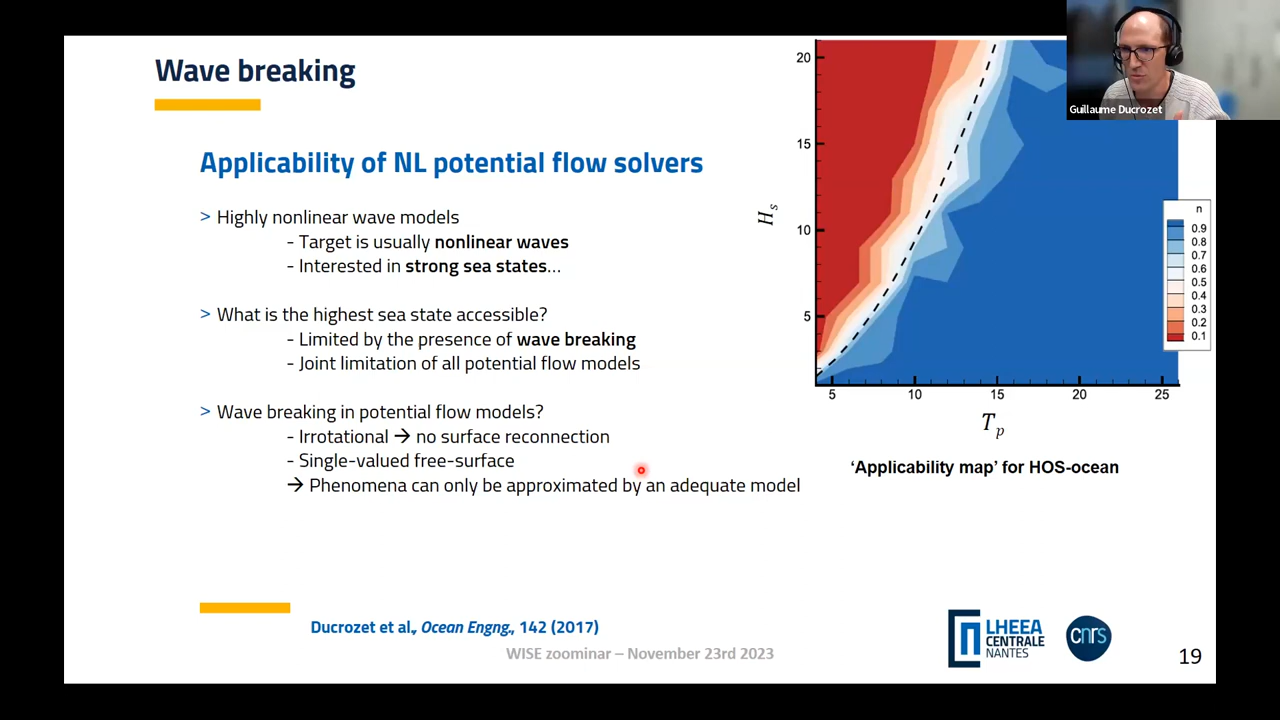 Wave breaking
Guillaume Ducrozet
Applicability of NL potential flow solvers
> Highly nonlinear wave models
- Target is usually nonlinear waves
- Interested in strong sea states...
> What is the highest sea state accessible?
- Limited by the presence of wave breaking
- Joint limitation of all potential flow models
> Wave breaking in potential flow models?
- Irrotational → no surface reconnection
- Single-valued free-surface
→ Phenomena can only be approximated by an adequate model
20
15
10
5
Hs
5 10 15 20 25
Tp
n
0.9
0.8
0.7
0.6
0.5
0.4
0.3
0.2
0.1
'Applicability map' for HOS-ocean
Ducrozet et al., Ocean Engng., 142 (2017)
WISE zoominar – November 23rd 2023
LHEEA
CENTRALE
NANTES
cnrs
19